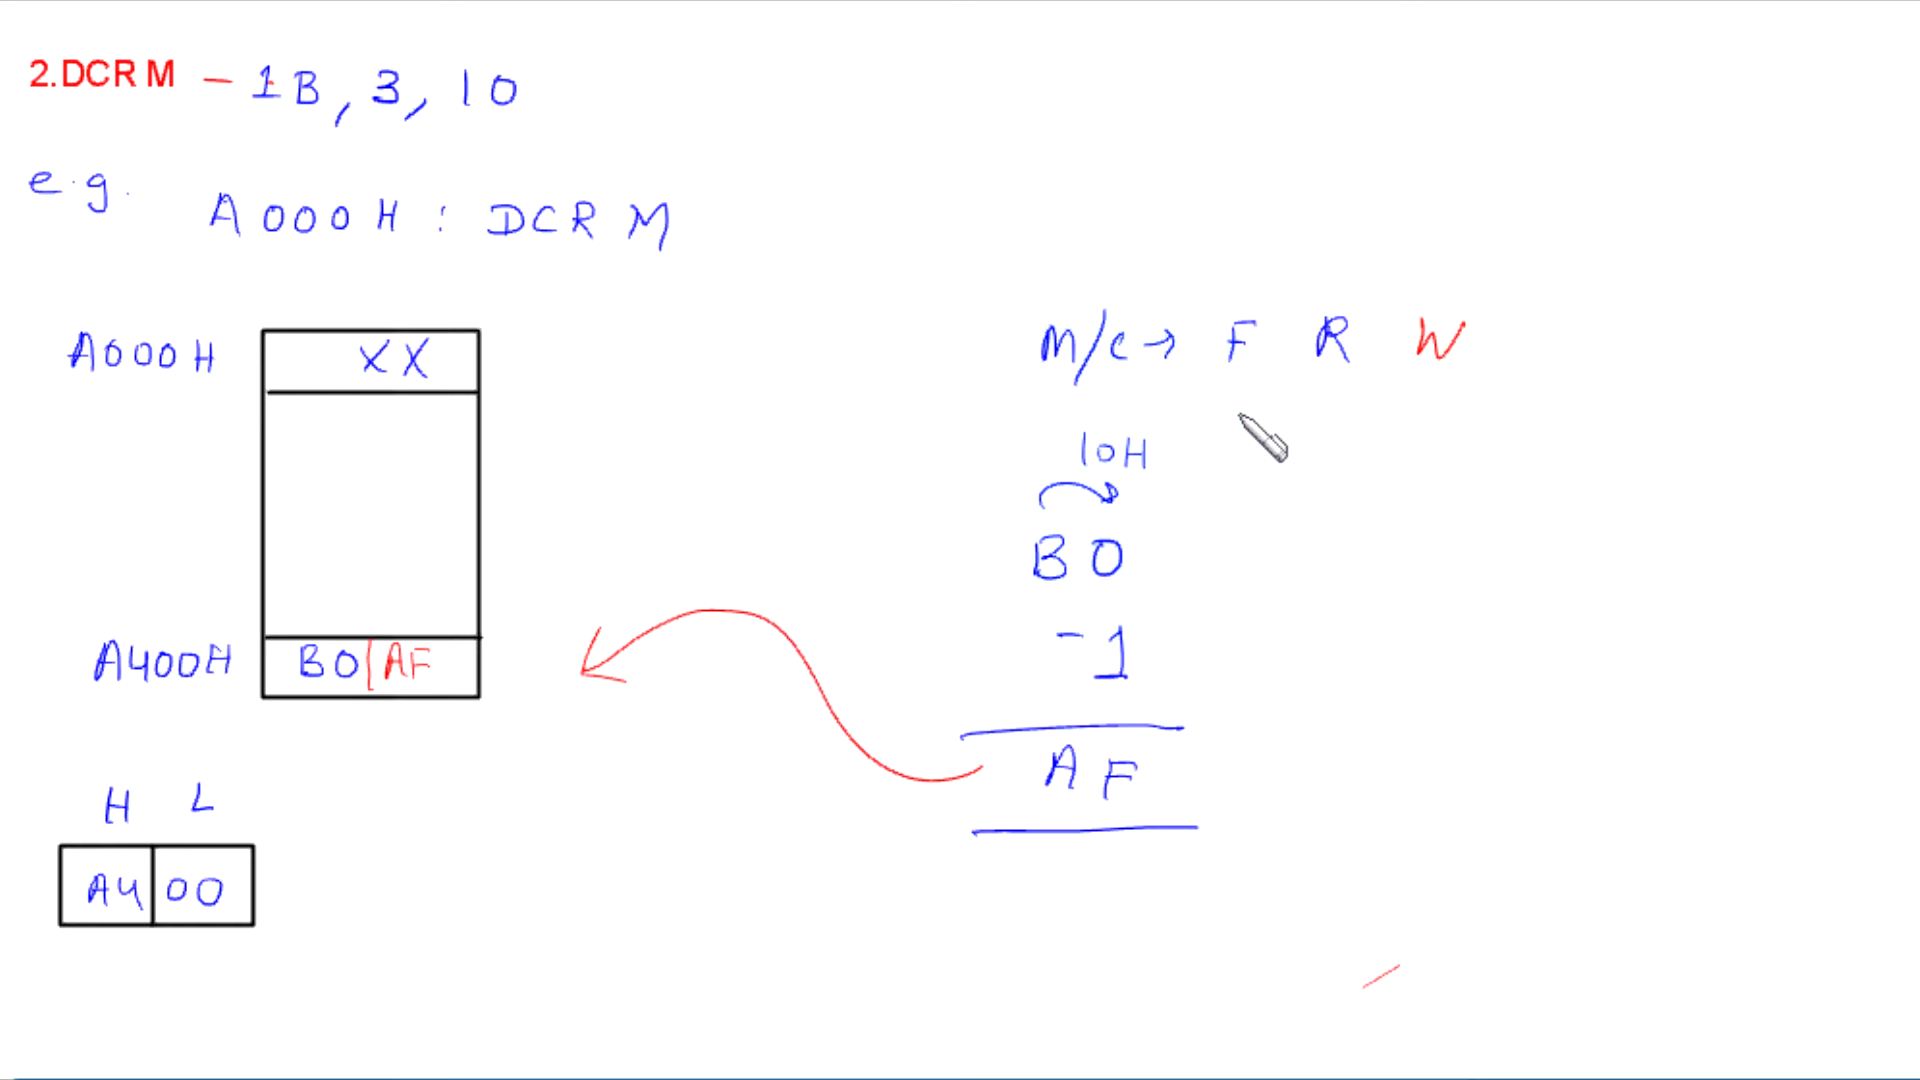 2.DCR M – 1B, 3, 10
e.g.
A000H : DCR M
A000H XX
M/C → F R W
10H
B0
-1
A400H B0|AF
AF
H L
A4 00